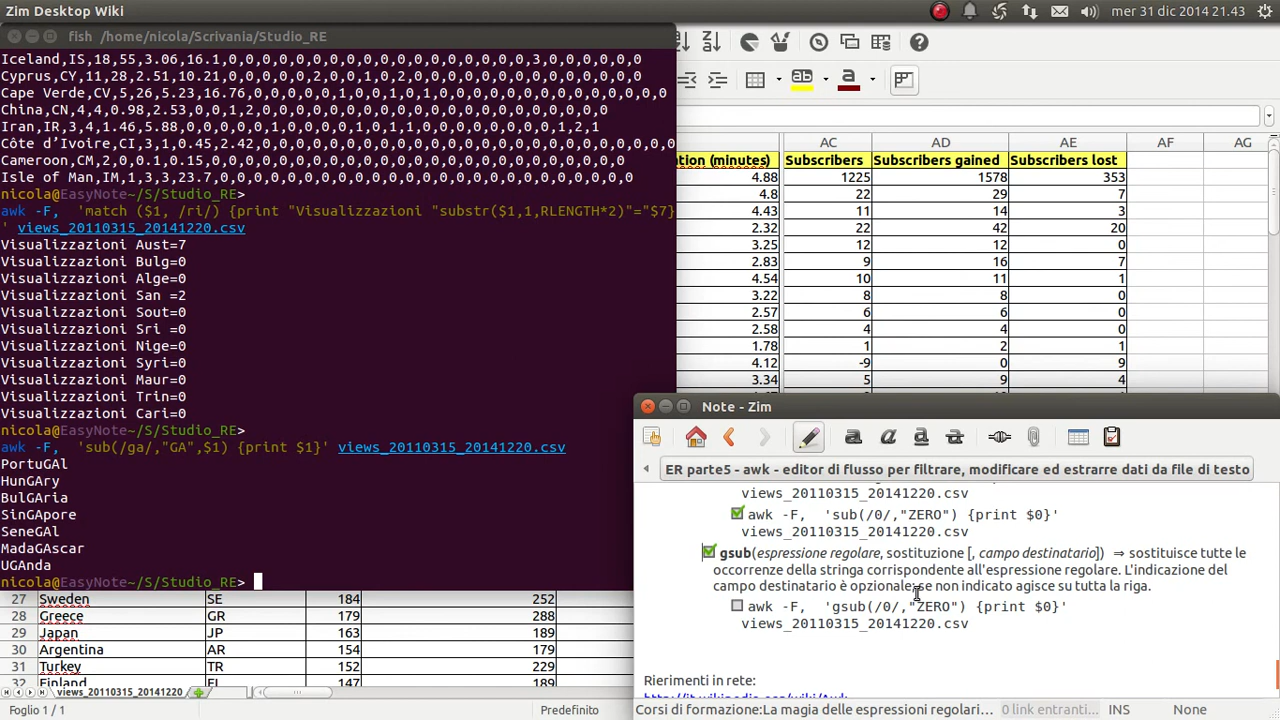 Zim Desktop Wiki
mer 31 dic 2014 21.43
fish /home/nicola/Scrivania/Studio_RE
Iceland,IS,18,55,3.06,16.1,0,0,0,0,0,0,0,0,0,0,0,0,0,0,0,3,0,0,0,0,0,0
Cyprus,CY,11,28,2.51,10.21,0,0,0,0,0,0,0,2,0,0,1,0,2
Cape Verde,CV,5,26,5.23,16.76,0,0,0,0,0,0,1,0,0,1,0,1,0,0,0,0,0,0,0,0,0,0,0,0
China,CN,4,4,0.98,2.53,0,0,1,2,0,0,0,0,0,0,0,0,0,0,0,0,0,0,0,0,0,0
Iran,IR,3,4,1.46,5.88,0,0,0,0,0,1,0,0,0,1,0,1,1,0,0,0,0,0,0,0,1,2,1
Côte d’Ivoire,CI,3,1,0.45,2.42,0,0,0,0,0,0,0,0,0,0,0,0,0,0,0,0,0,0,0,0,0,0
Cameroon,CM,2,0,0.1,0.15,0,0,0,0,0,0,0,0,0,0,0,0,0,0,0,0,0,0,0,0,0,0
Isle of Man,IM,1,3,3,23.7,0,0,0,0,0,0,0,0,0,0,0,0,0,0,0,0,0,0,0,0,0,0
nicola@EasyNote~/S/Studio_RE>
awk -F, 'match ($1, /ri/) {print "Visualizzazioni "substr($1,1,RLENGTH*2)"="$7}
' views_20110315_20141220.csv
Visualizzazioni Aust=7
Visualizzazioni Bulg=0
Visualizzazioni Alge=0
Visualizzazioni San =2
Visualizzazioni Sout=0
Visualizzazioni Sri =0
Visualizzazioni Nige=0
Visualizzazioni Syri=0
Visualizzazioni Maur=0
Visualizzazioni Trin=0
Visualizzazioni Cari=0
nicola@EasyNote~/S/Studio_RE>
awk -F, 'sub(/ga/,"GA",$1) {print $1}' views_20110315_20141220.csv
PortuGAl
HunGAry
BulGAria
SinGApore
SeneGAl
MadaGAscar
UGAnda
nicola@EasyNote~/S/Studio_RE>
AC AD AE AF AG
tion (minutes) Subscribers Subscribers gained Subscribers lost
4.88 1225 1578 353
4.8 22 29 7
4.43 11 14 3
2.32 22 42 20
3.25 12 12 0
2.83 9 16 7
4.54 10 11 1
3.22 8 8 0
2.57 6 6 0
2.58 4 4 0
1.78 1 2 1
4.12 -9 0 9
3.34 5 9 4
27 Sweden SE 184 252
28 Greece GR 179 288
29 Japan JP 163 189
30 Argentina AR 154 179
31 Turkey TR 152 229
32 Finland FI 147 189
views_20110315_20141220
Foglio 1 / 1 Predefinito
Note - Zim
ER parte5 - awk - editor di flusso per filtrare, modificare ed estrarre dati da file di testo
views_20110315_20141220.csv
awk -F, 'sub(/0/,"ZERO") {print $0}'
views_20110315_20141220.csv
gsub(espressione regolare, sostituzione [, campo destinatario]) ⇒ sostituisce tutte le
occorrenze della stringa corrispondente all'espressione regolare. L'indicazione del
campo destinatario è opzionale se non indicato agisce su tutta la riga.
awk -F, 'gsub(/0/,"ZERO") {print $0}'
views_20110315_20141220.csv
Rierimenti in rete:
http://it.wikipedia.org/wiki/Awk
Corsi di formazione:La magia delle espressioni regolari... 0 link entranti... INS None